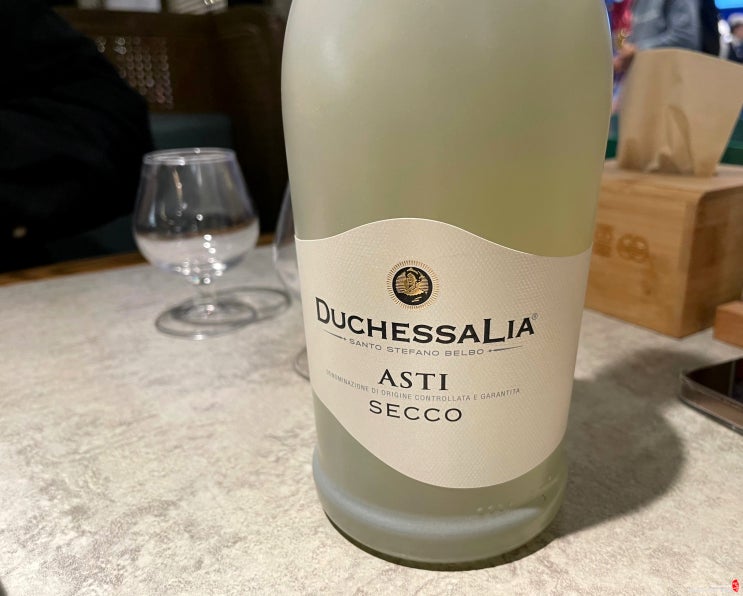 DUCHESSALIA®
SANTO STEFANO BELBO
ASTI
DENOMINAZIONE DI ORIGINE CONTROLLATA E GARANTITA
SECCO